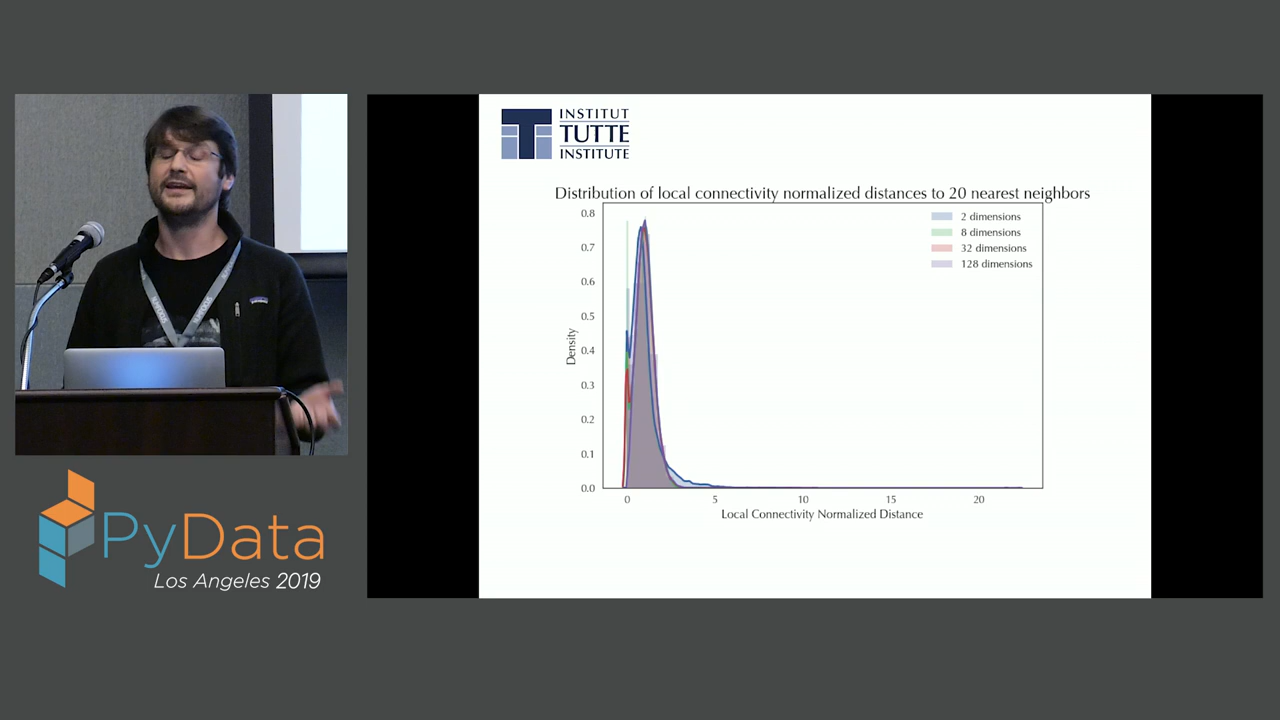 INSTITUT
TUTTE
INSTITUTE
Distribution of local connectivity normalized distances to 20 nearest neighbors
0.8
0.7
0.6
0.5
0.4
0.3
0.2
0.1
0.0
Density
2 dimensions
8 dimensions
32 dimensions
128 dimensions
0 5 10 15 20
Local Connectivity Normalized Distance
PyData
Los Angeles 2019